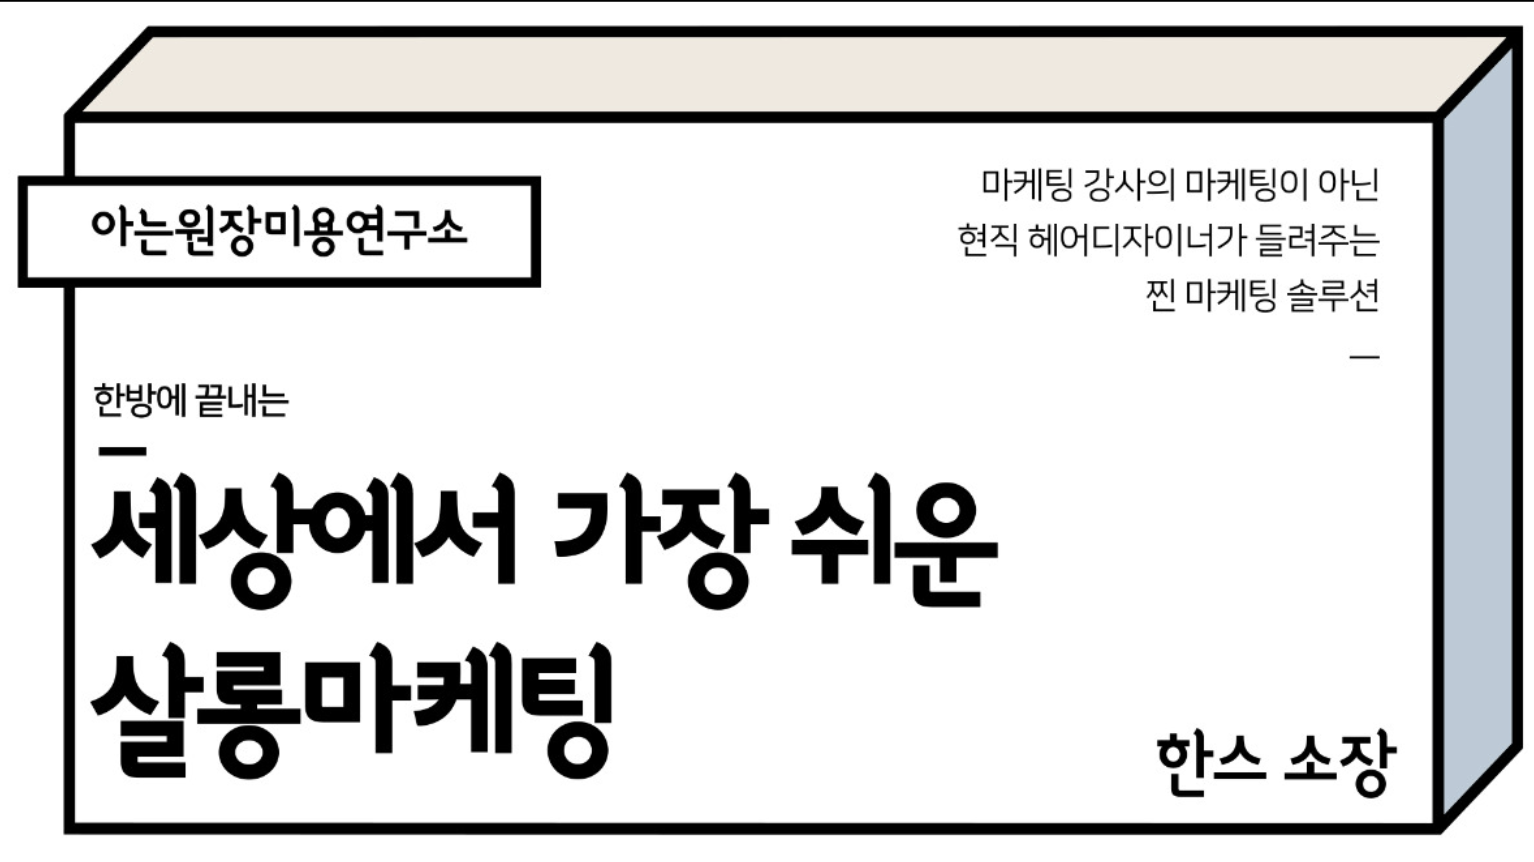 아는원장미용연구소
마케팅 강사의 마케팅이 아닌
현직 헤어디자이너가 들려주는
찐 마케팅 솔루션
한방에 끝내는
세상에서 가장 쉬운
살롱마케팅
한스 소장